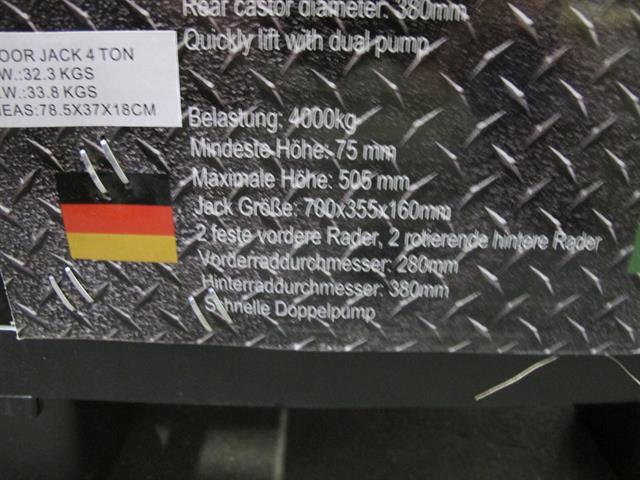 Rear castor diameter: 380mm
Quickly lift with dual pump
OOR JACK 4 TON
W.:32.3 KGS
.W.:33.8 KGS
EAS:78.5X37X18CM
Belastung: 4000kg
Mindeste Höhe: 75 mm
Maximale Höhe: 505 mm
Jack Größe: 700x355x160mm
2 feste vordere Rader, 2 rotierende hintere Rader
Vorderraddurchmesser: 280mm
Hinterraddurchmesser: 380mm
Schnelle Doppelpump